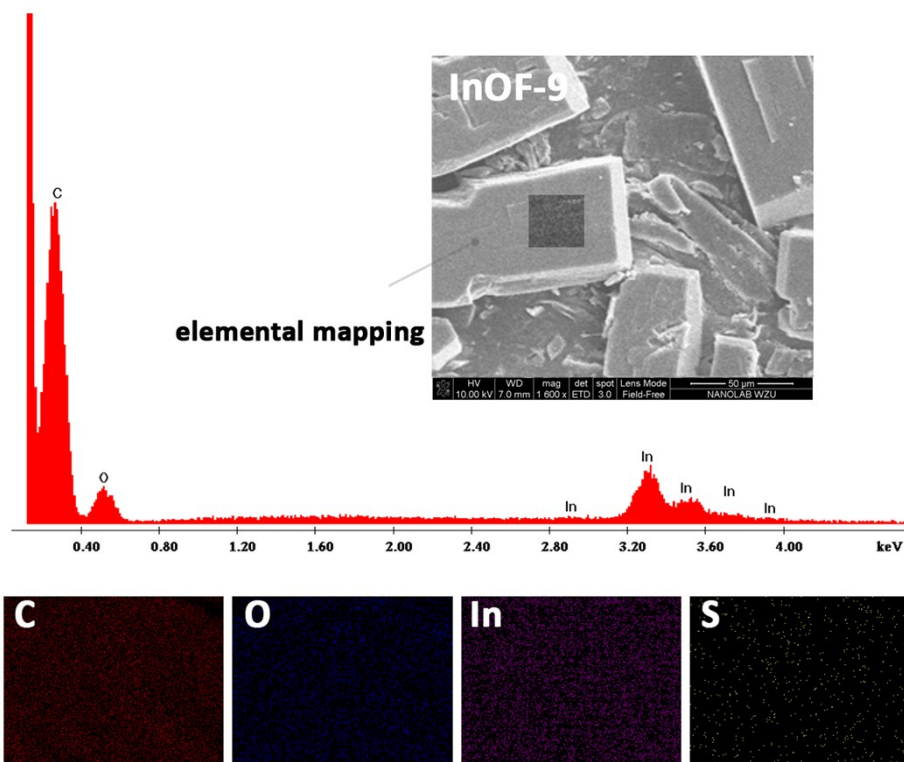 InOF-9
C
elemental mapping
HV WD mag det spot Lens Mode 50 µm
10.00 kV 7.0 mm 1 600 x ETD 3.0 Field-Free NANOLAB WZU
O
In In In In In
0.40 0.80 1.20 1.60 2.00 2.40 2.80 3.20 3.60 4.00 keV
C O In S